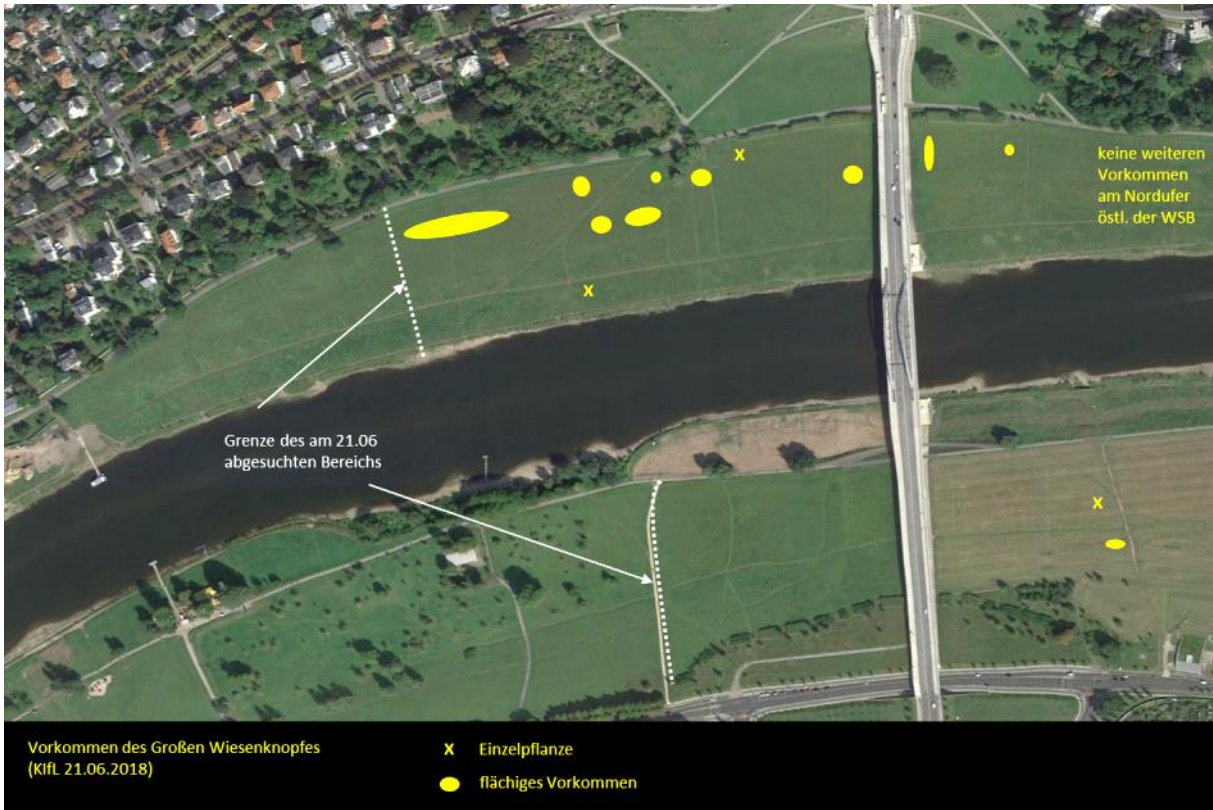 keine weiteren
Vorkommen
am Nordufer
östl. der WSB
X
X
Grenze des am 21.06
abgesuchten Bereichs
X
Vorkommen des Großen Wiesenknopfes
(KIfL 21.06.2018)
X Einzelpflanze
flächiges Vorkommen